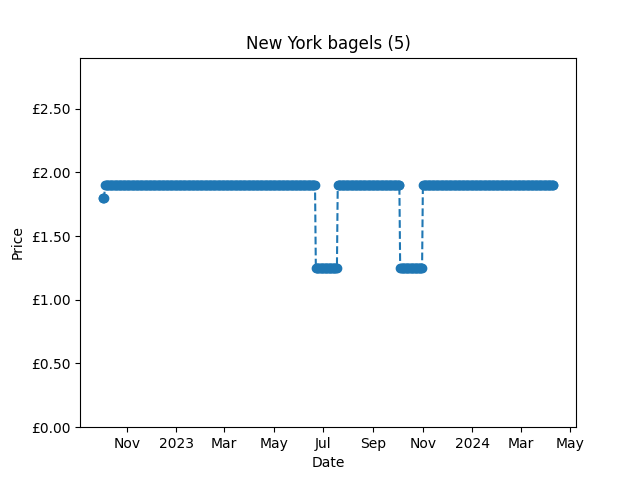 New York bagels (5)
£2.50
£2.00
£1.50
£1.00
£0.50
£0.00
Price
Nov 2023 Mar May Jul Sep Nov 2024 Mar May
Date